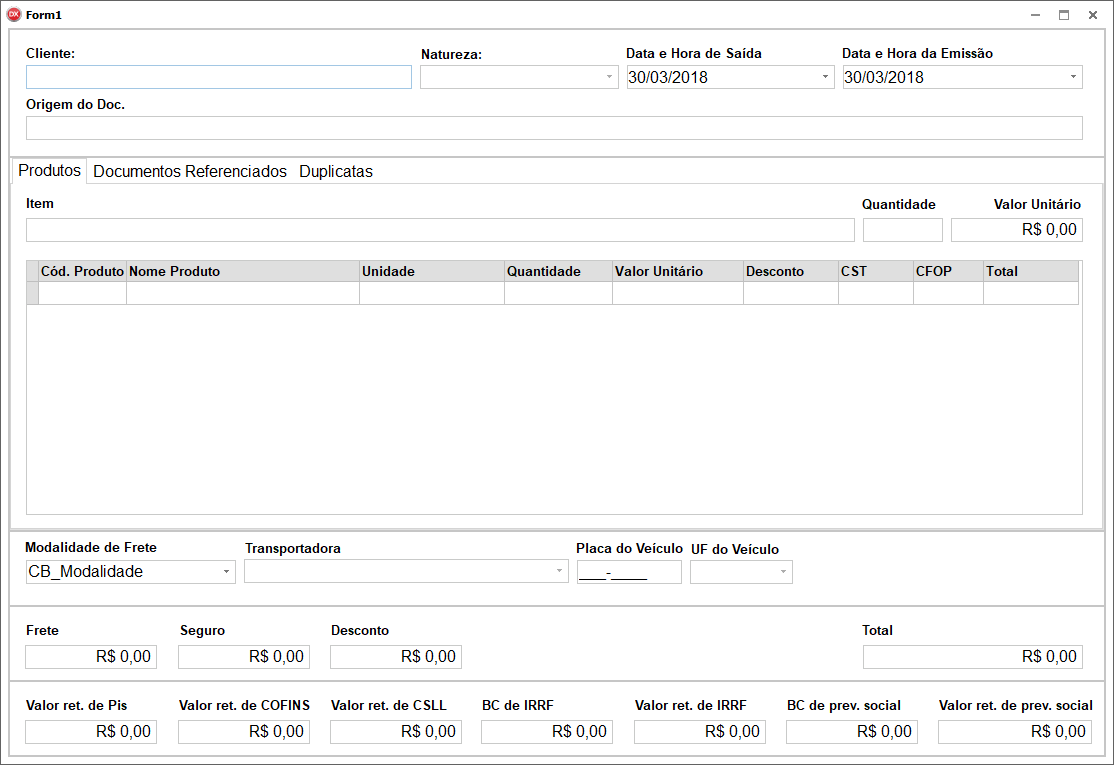 DX Form1
Cliente: Natureza: Data e Hora de Saída Data e Hora da Emissão
30/03/2018 30/03/2018
Origem do Doc.
Produtos Documentos Referenciados Duplicatas
Item Quantidade Valor Unitário
R$ 0,00
Cód. Produto Nome Produto Unidade Quantidade Valor Unitário Desconto CST CFOP Total
Modalidade de Frete Transportadora Placa do Veículo UF do Veículo
CB_Modalidade ___-____
Frete Seguro Desconto Total
R$ 0,00 R$ 0,00 R$ 0,00 R$ 0,00
Valor ret. de Pis Valor ret. de COFINS Valor ret. de CSLL BC de IRRF Valor ret. de IRRF BC de prev. social Valor ret. de prev. social
R$ 0,00 R$ 0,00 R$ 0,00 R$ 0,00 R$ 0,00 R$ 0,00 R$ 0,00